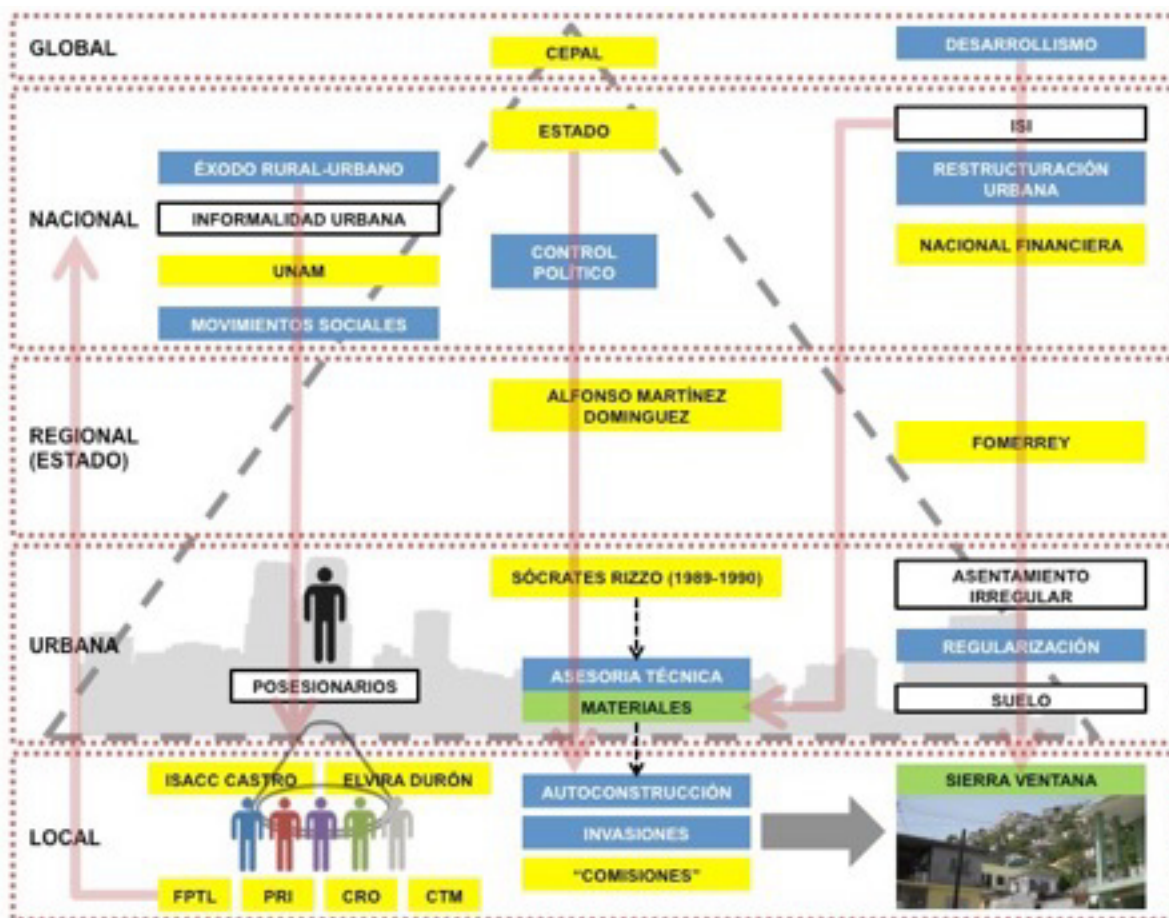 GLOBAL
CEPAL
DESARROLLISMO
NACIONAL
ÉXODO RURAL-URBANO
INFORMALIDAD URBANA
UNAM
MOVIMIENTOS SOCIALES
ESTADO
CONTROL
POLÍTICO
ISI
RESTRUCTURACIÓN
URBANA
NACIONAL FINANCIERA
REGIONAL
(ESTADO)
ALFONSO MARTÍNEZ
DOMINGUEZ
FOMERREY
URBANA
POSESIONARIOS
SÓCRATES RIZZO (1989-1990)
ASESORIA TÉCNICA
MATERIALES
ASENTAMIENTO
IRREGULAR
REGULARIZACIÓN
SUELO
LOCAL
ISACC CASTRO
ELVIRA DURÓN
FPTL
PRI
CRO
CTM
AUTOCONSTRUCCIÓN
INVASIONES
“COMISIONES”
SIERRA VENTANA